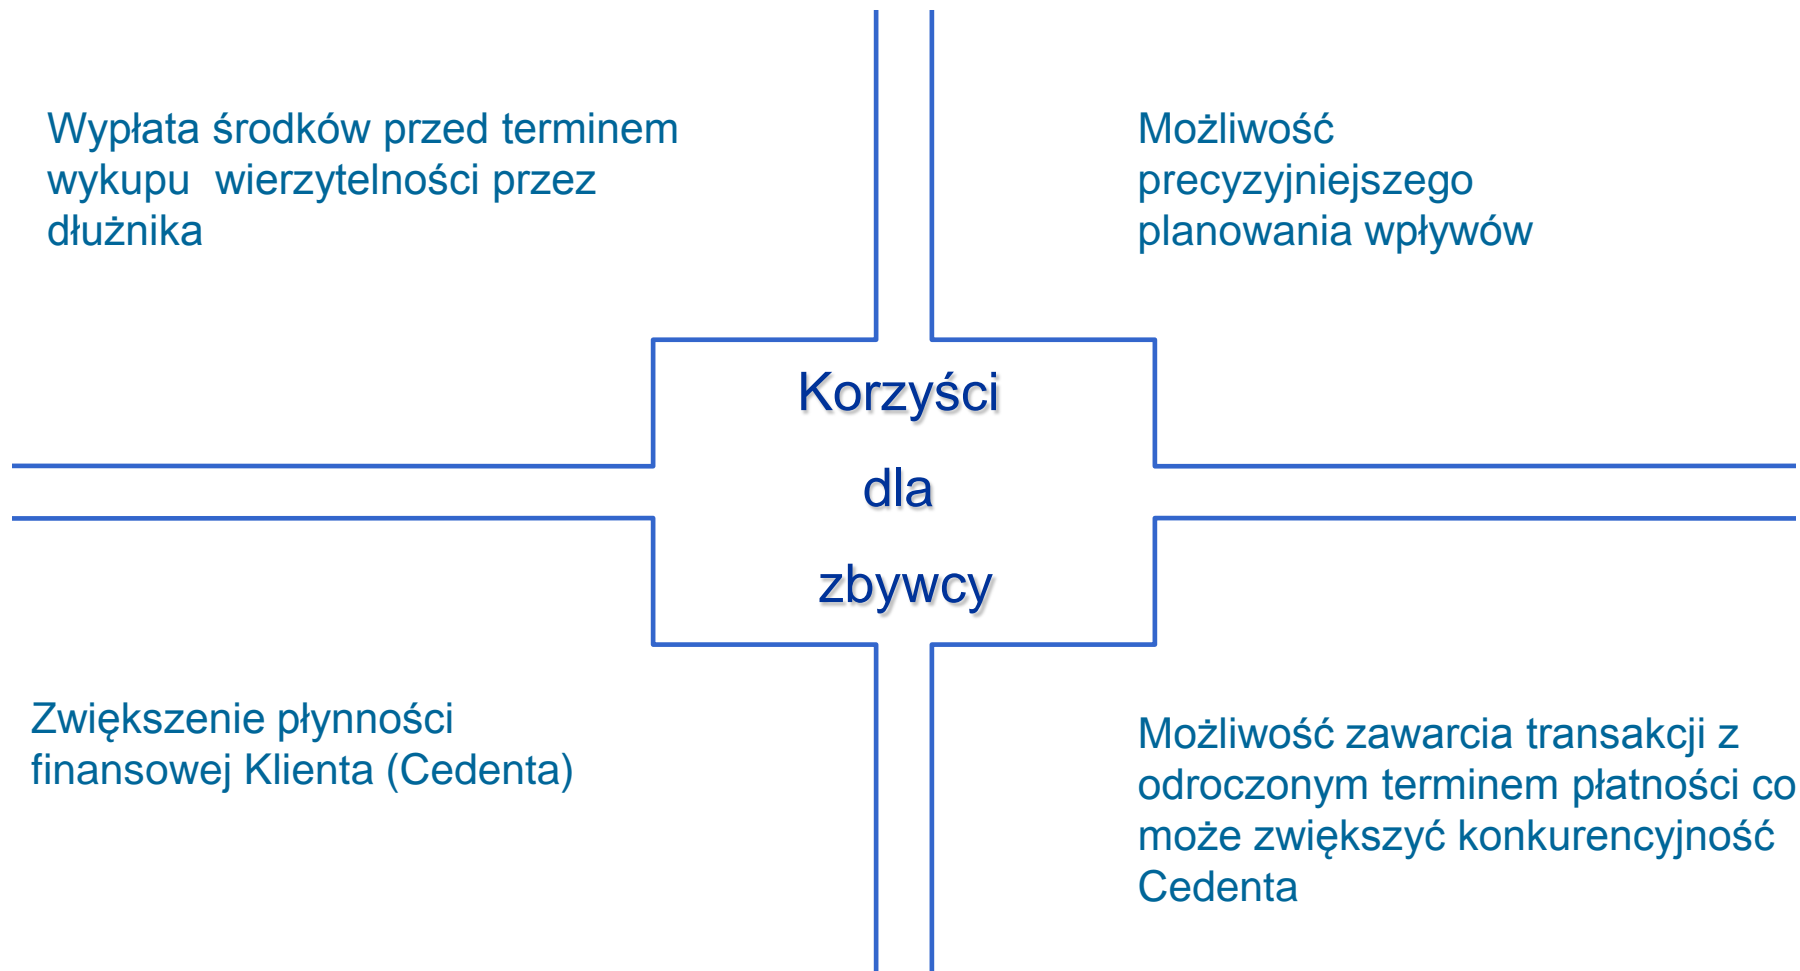 Wypłata środków przed terminem
wykupu  wierzytelności przez
dłużnika
Możliwość
precyzyjniejszego
planowania wpływów
Korzyści
dla
zbywcy
Zwiększenie płynności
finansowej Klienta (Cedenta)
Możliwość zawarcia transakcji z
odroczonym terminem płatności co
może zwiększyć konkurencyjność
Cedenta